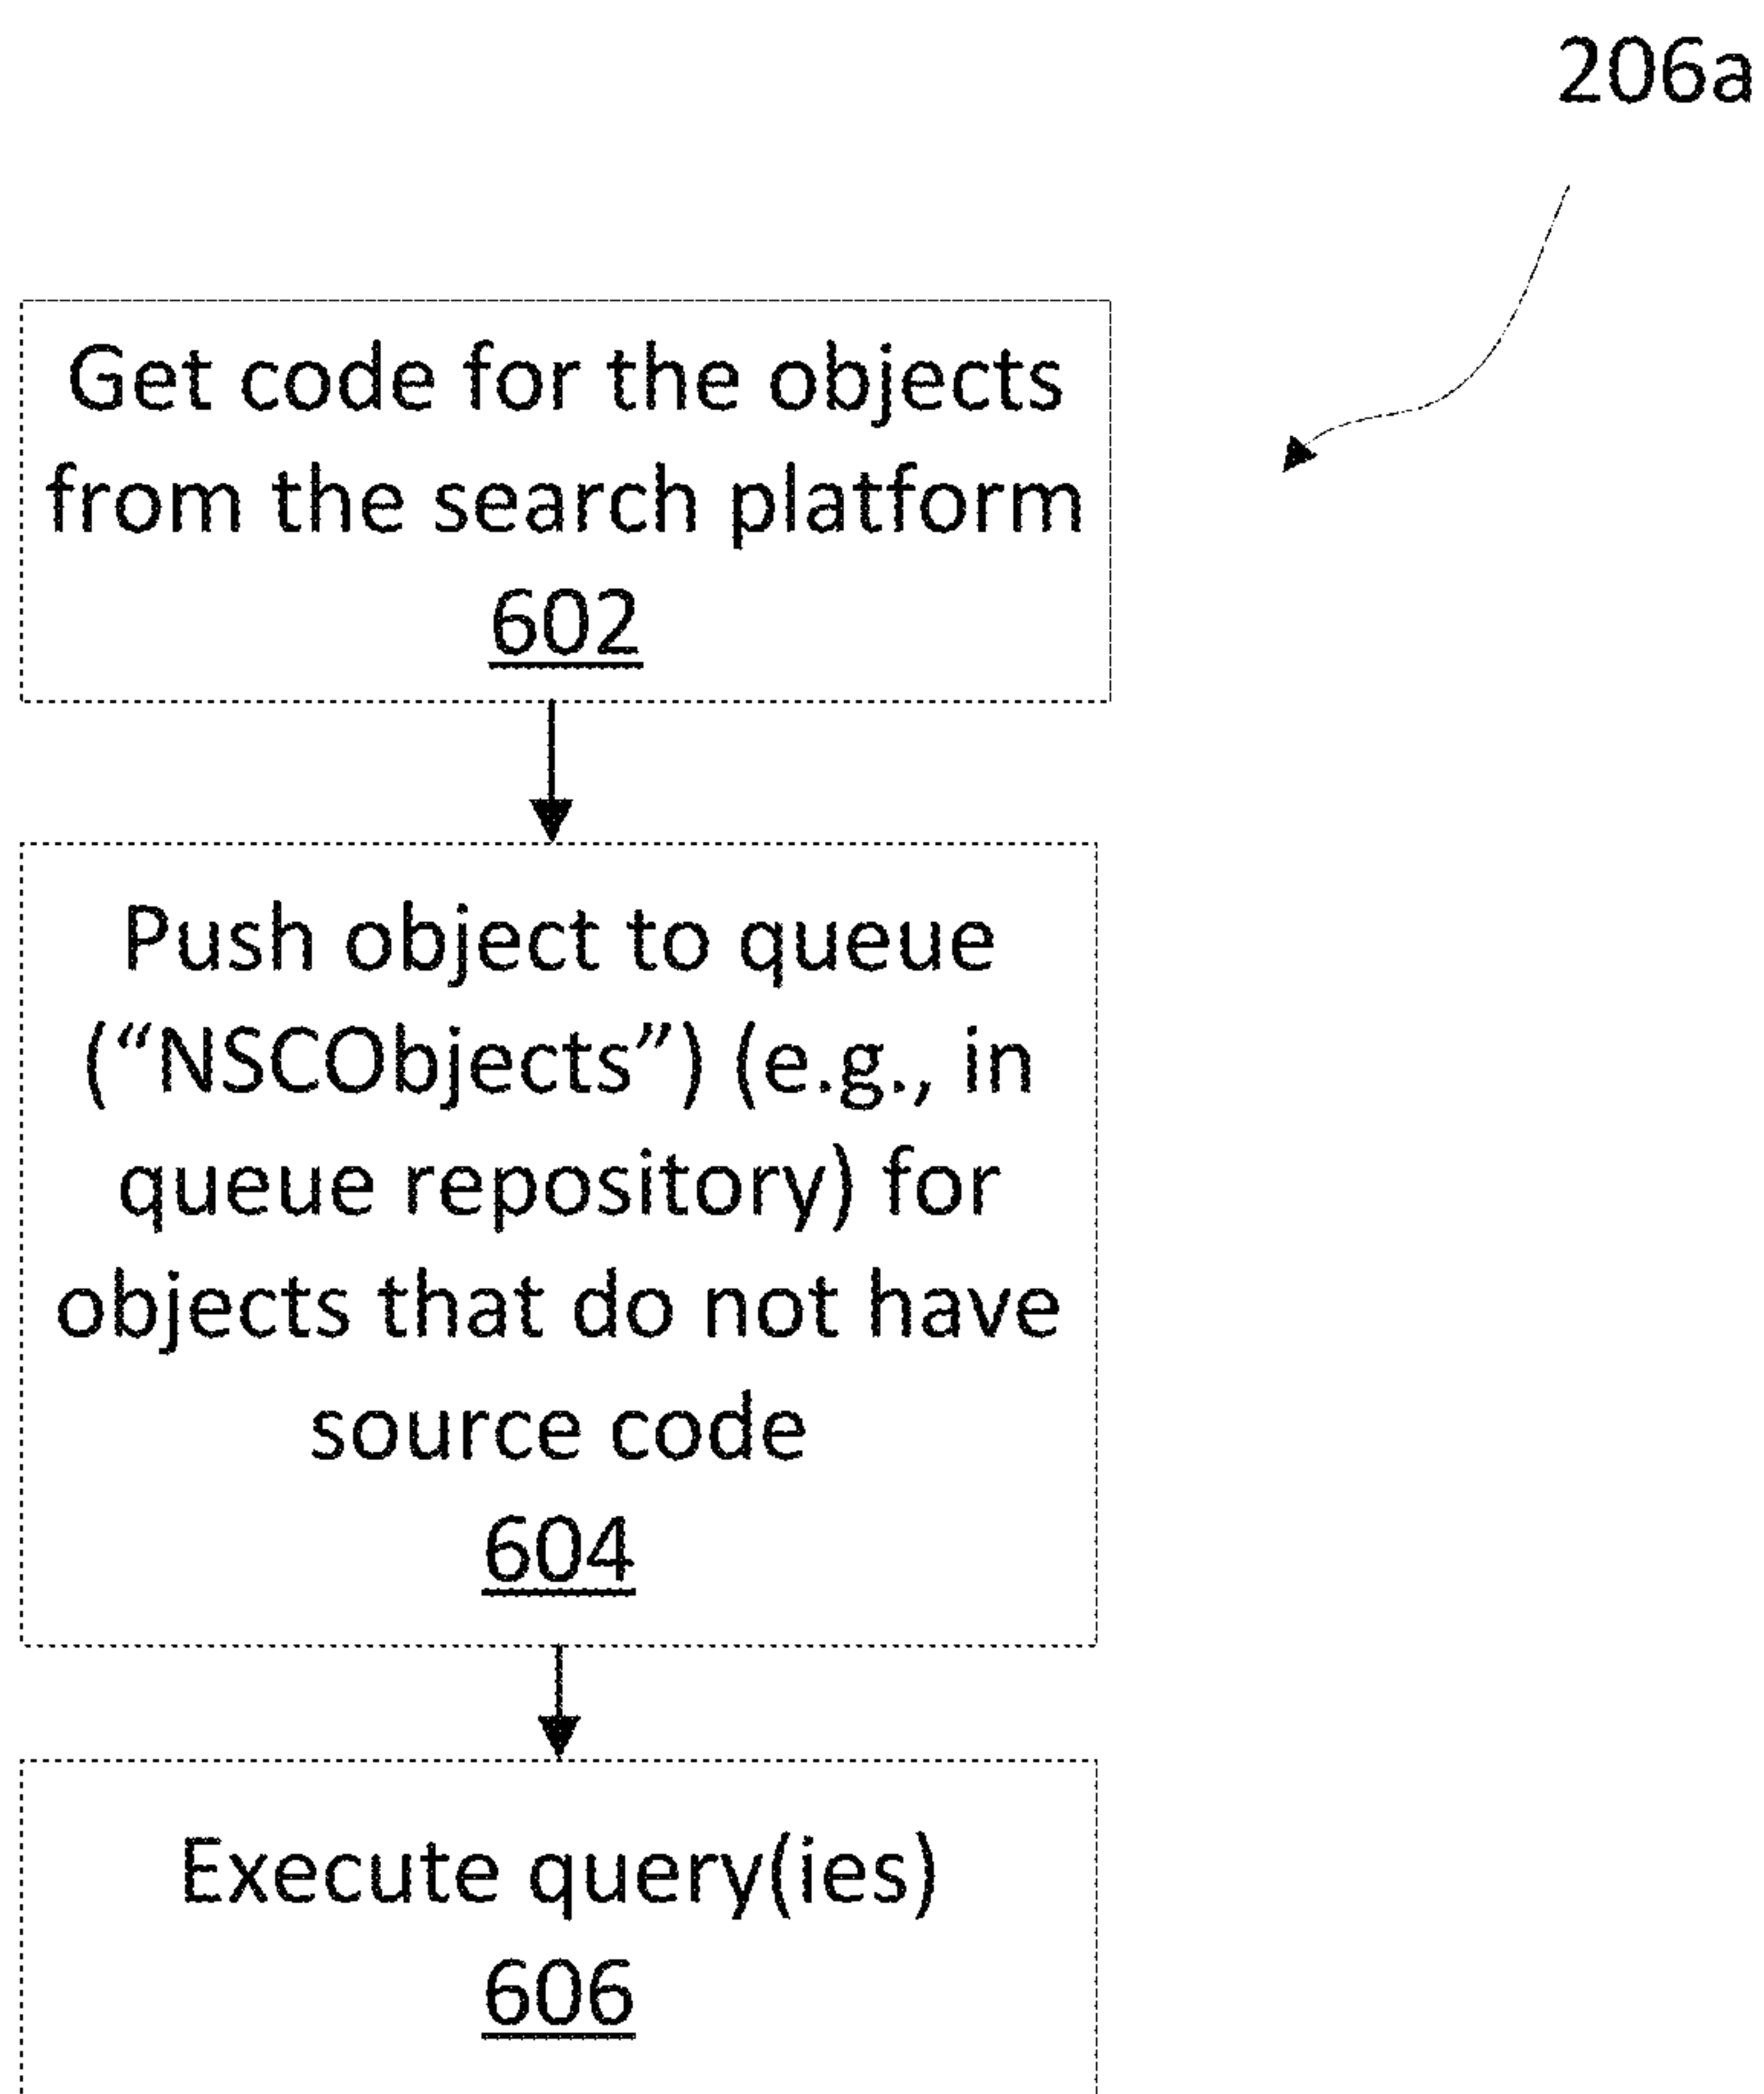 206a
Get code for the objects
from the search platform
602
Push object to queue
(“NSCObjects”) (e.g., in
queue repository) for
objects that do not have
source code
604
Execute query(ies)
606